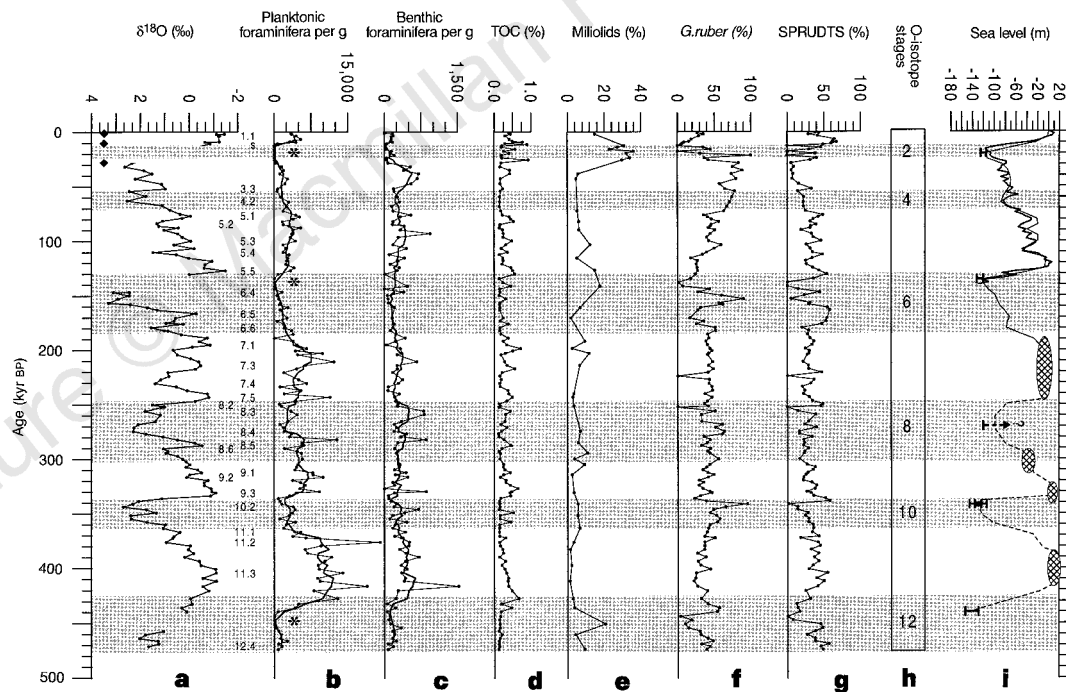 δ18O (‰)
Planktonic foraminifera per g
Benthic foraminifera per g
TOC (%)
Miliolids (%)
G.ruber (%)
SPRUDTS (%)
O-isotope stages
Sea level (m)
4 2 0 -2
0 15,000
0 1,500
0.0 1.0
0 20 40
0 100
0 50 100
-180 -140 -100 -60 -20 20
Age (kyr BP)
0
100
200
300
400
500
1.1
3.3
4.2
5.1
5.2
5.3
5.4
5.5
6.4
6.5
6.6
7.1
7.3
7.4
7.5
8.2
8.3
8.4
8.5
8.6
9.1
9.2
9.3
10.2
11.1
11.2
11.3
12.4
* * *
2
4
6
8
10
12
?
a b c d e f g h i
ure © Macmillan